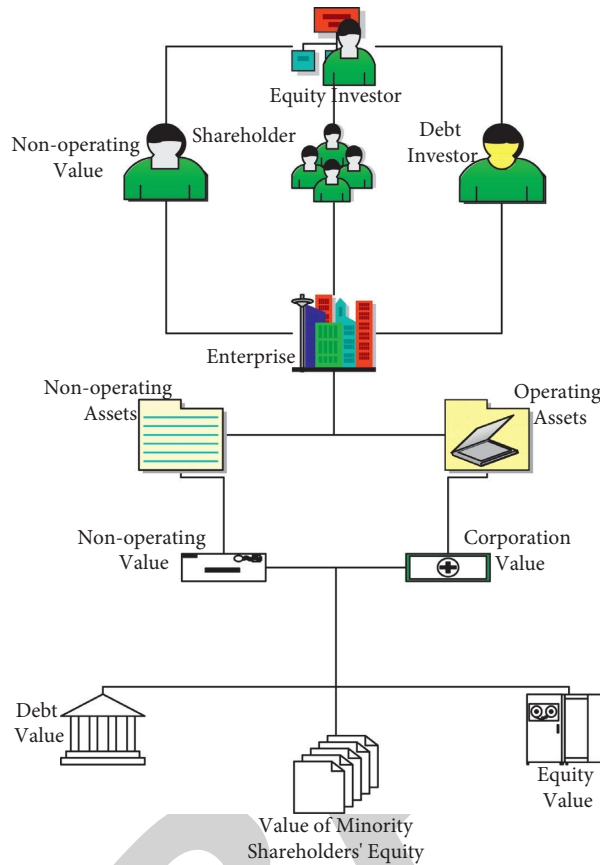 Equity Investor
Non-operating
Value
Shareholder
Debt
Investor
Enterprise
Non-operating
Assets
Operating
Assets
Non-operating
Value
Corporation
Value
Debt
Value
Value of Minority
Shareholders' Equity
Equity
Value